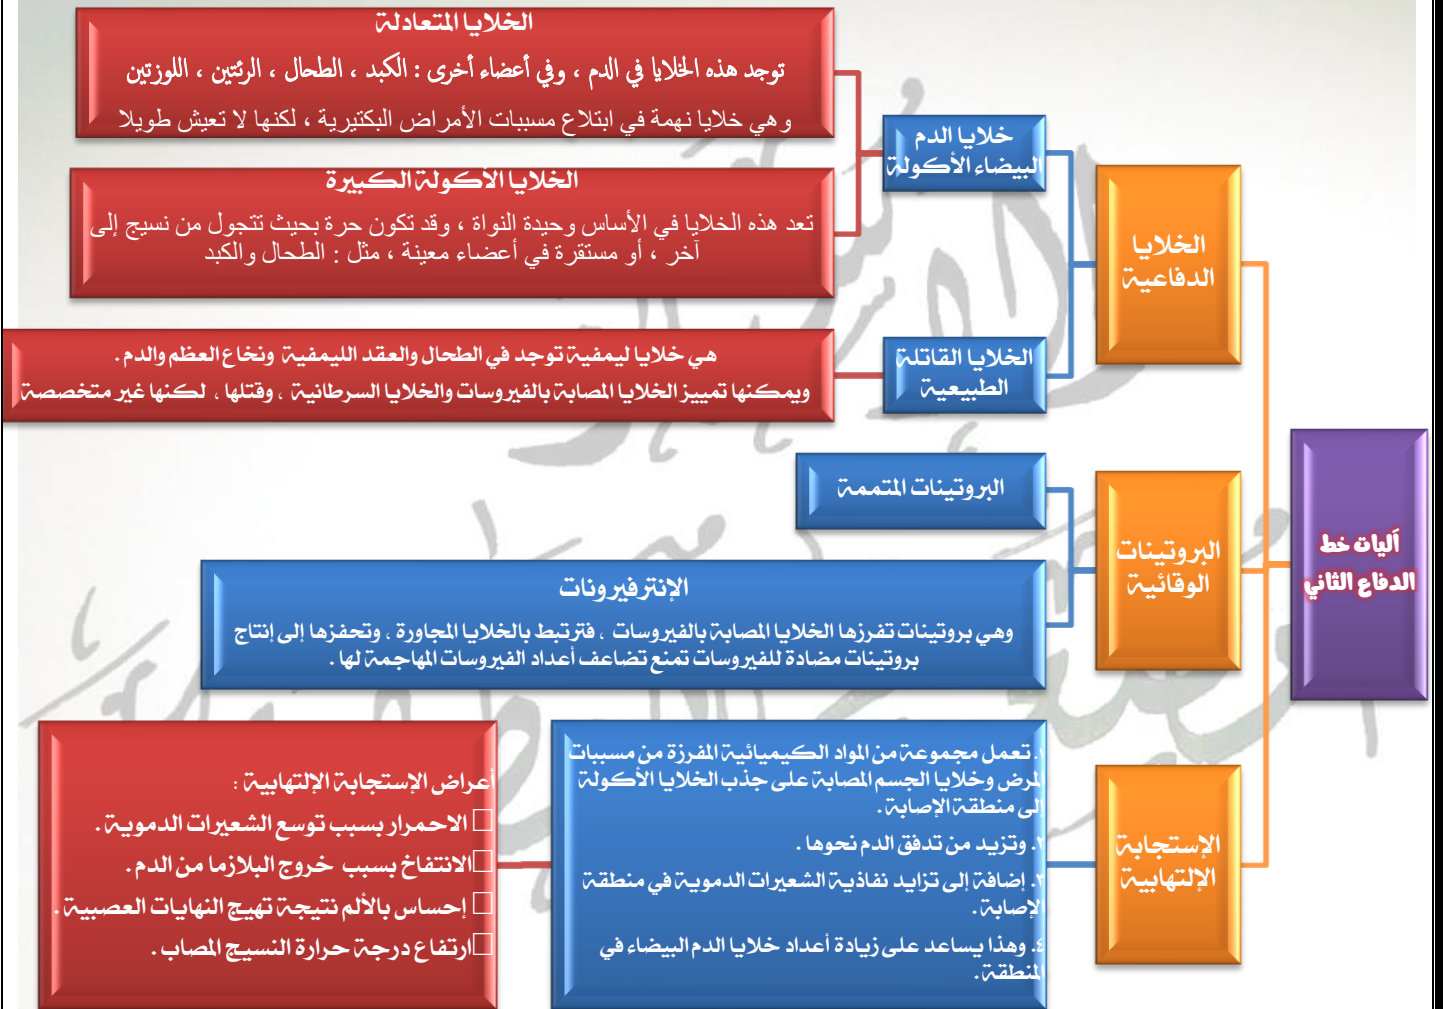 آليات خط
الدفاع الثاني
الخلايا
الدفاعية
خلايا الدم
البيضاء الأكولة
الخلايا المتعادلة
توجد هذه الخلايا في الدم ، وفي أعضاء أخرى : الكبد ، الطحال ، الرئتين ، اللوزتين
وهي خلايا نهمة في ابتلاع مسببات الأمراض البكتيرية ، لكنها لا تعيش طويلا
الخلايا الأكولة الكبيرة
تعد هذه الخلايا في الأساس وحيدة النواة ، وقد تكون حرة بحيث تتجول من نسيج إلى
آخر ، أو مستقرة في أعضاء معينة ، مثل : الطحال والكبد
الخلايا القاتلة
الطبيعية
هي خلايا ليمفية توجد في الطحال والعقد الليمفية ونخاع العظم والدم .
ويمكنها تمييز الخلايا المصابة بالفيروسات والخلايا السرطانية ، وقتلها ، لكنها غير متخصصة
البروتينات
الوقائية
البروتينات المتممة
الإنترفيرونات
وهي بروتينات تفرزها الخلايا المصابة بالفيروسات ، فترتبط بالخلايا المجاورة ، وتحفزها إلى إنتاج
بروتينات مضادة للفيروسات تمنع تضاعف أعداد الفيروسات المهاجمة لها .
الإستجابة
الإلتهابية
١. تعمل مجموعة من المواد الكيميائية المفرزة من مسببات
المرض وخلايا الجسم المصابة على جذب الخلايا الأكولة
إلى منطقة الإصابة .
٢. وتزيد من تدفق الدم نحوها .
٣. إضافة إلى تزايد نفاذية الشعيرات الدموية في منطقة
الإصابة .
٤. وهذا يساعد على زيادة أعداد خلايا الدم البيضاء في
المنطقة .
أعراض الإستجابة الإلتهابية :
□ الاحمرار بسبب توسع الشعيرات الدموية .
□ الانتفاخ بسبب خروج البلازما من الدم .
□ إحساس بالألم نتيجة تهيج النهايات العصبية .
□ ارتفاع درجة حرارة النسيج المصاب .